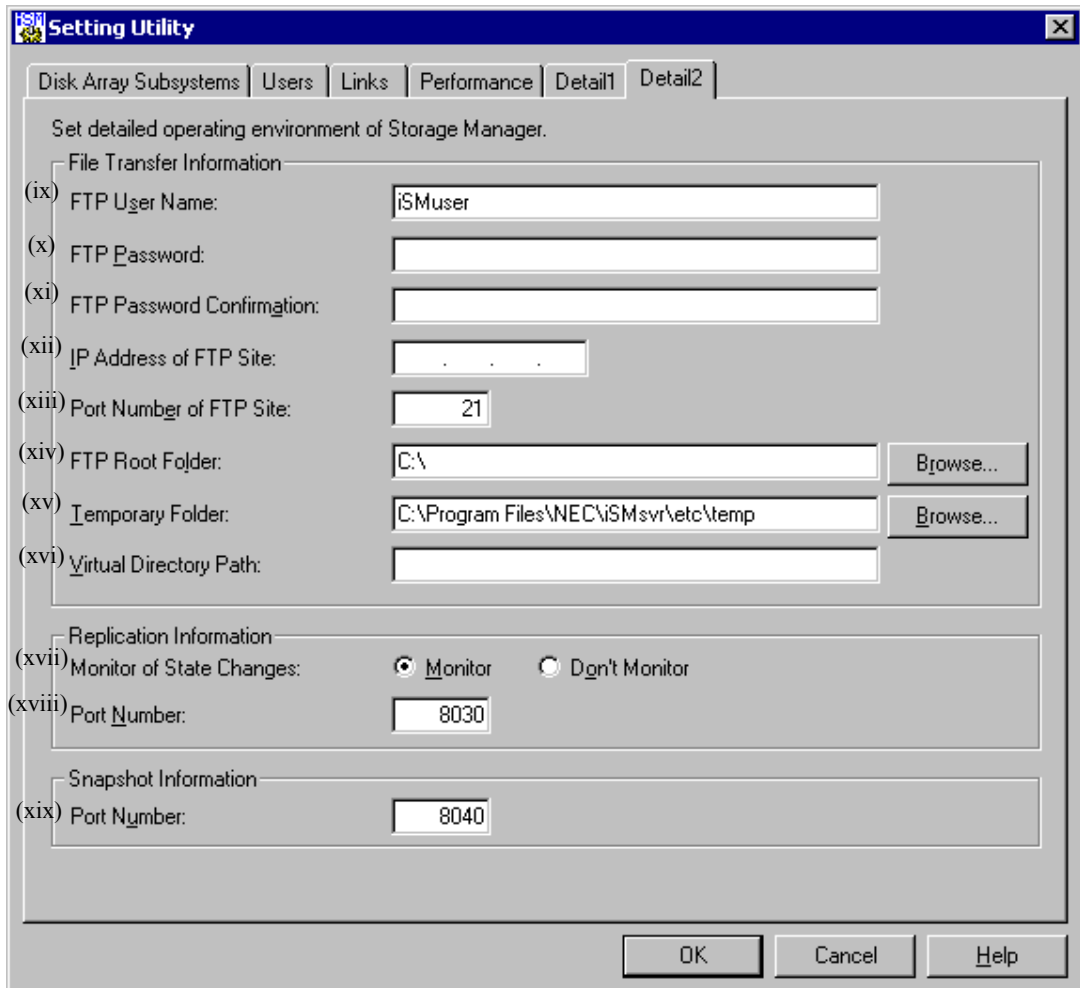 iSM Setting Utility
Disk Array Subsystems Users Links Performance Detail1 Detail2
Set detailed operating environment of Storage Manager.
File Transfer Information
(ix) FTP User Name: iSMuser
(x) FTP Password:
(xi) FTP Password Confirmation:
(xii) IP Address of FTP Site: . . .
(xiii) Port Number of FTP Site: 21
(xiv) FTP Root Folder: C:\ Browse...
(xv) Temporary Folder: C:\Program Files\NEC\iSMsvr\etc\temp Browse...
(xvi) Virtual Directory Path:
Replication Information
(xvii) Monitor of State Changes: Monitor Don't Monitor
(xviii) Port Number: 8030
Snapshot Information
(xix) Port Number: 8040
OK Cancel Help